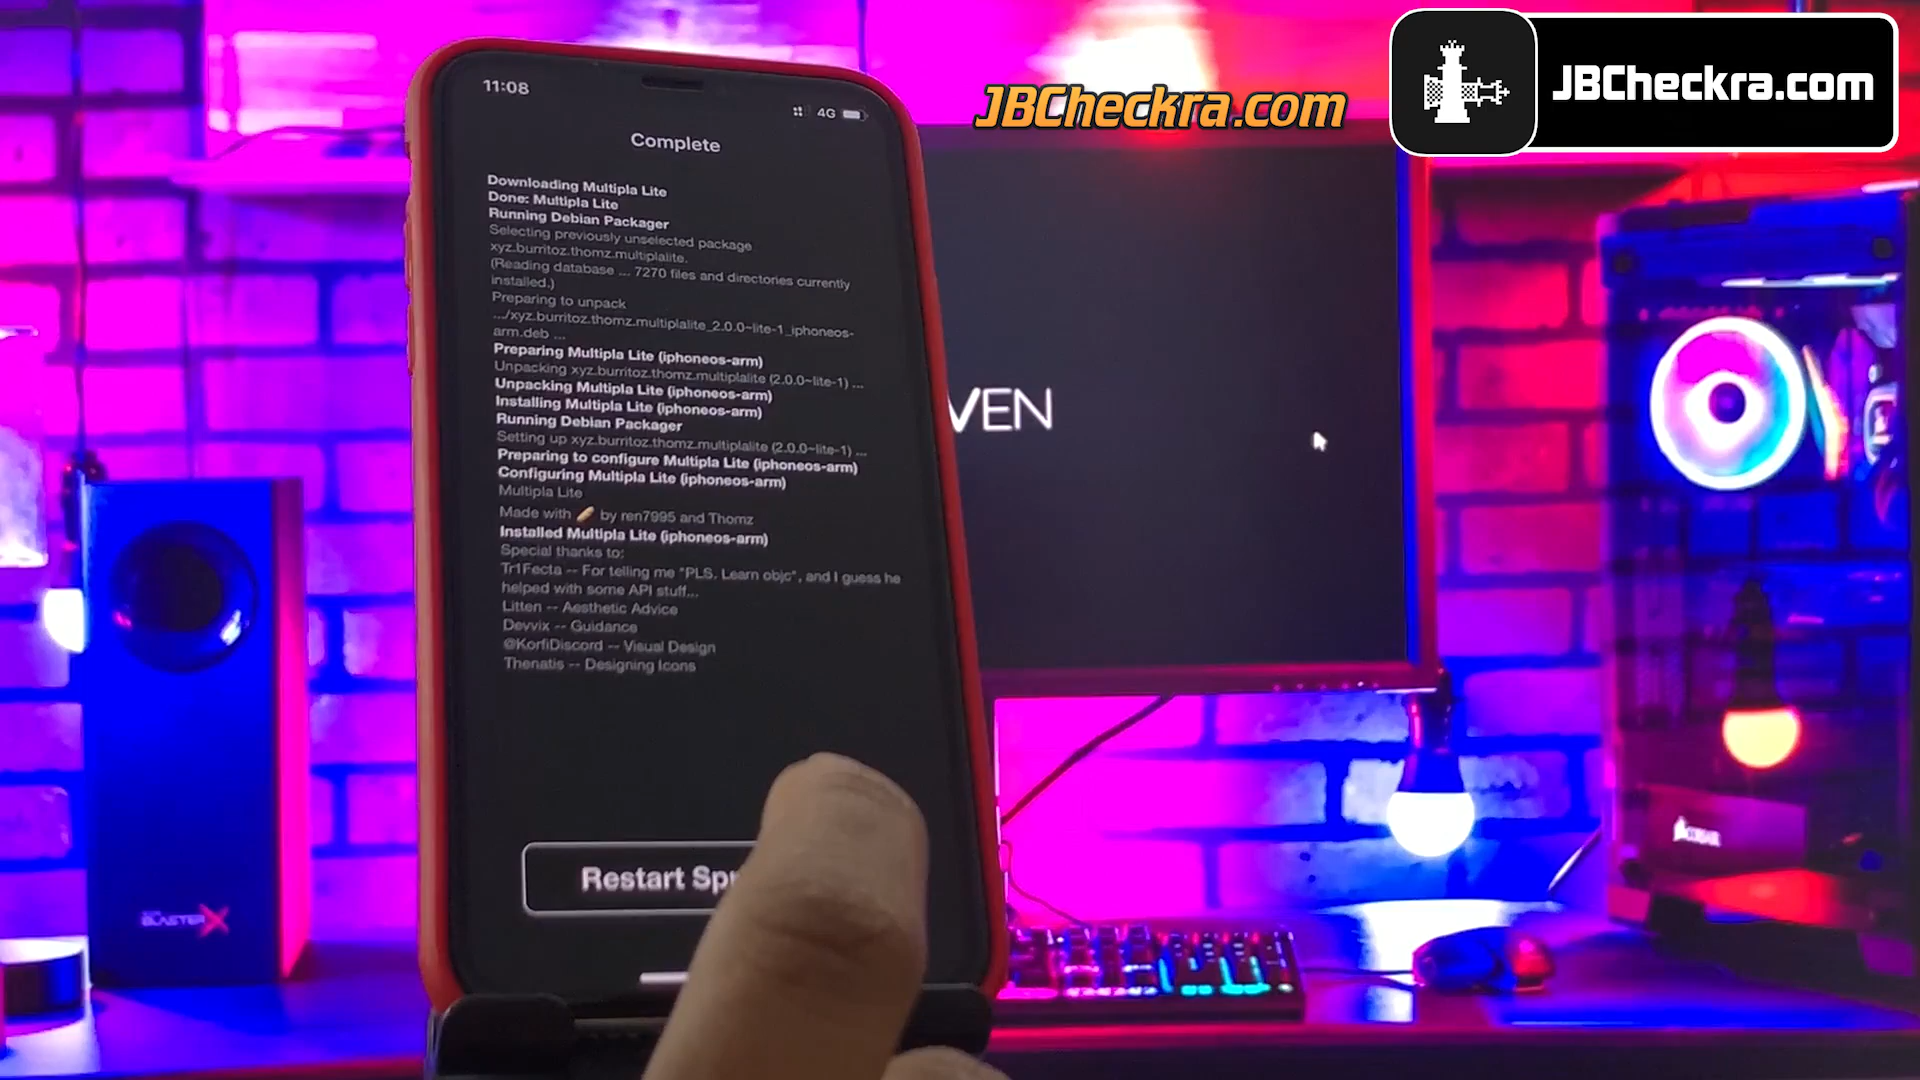 11:08
4G
Complete
Downloading Multipla Lite
Done: Multipla Lite
Running Debian Packager
Selecting previously unselected package
xyz.burritoz.thomz.multiplalite.
(Reading database ... 7270 files and directories currently
installed.)
Preparing to unpack
.../xyz.burritoz.thomz.multiplalite_2.0.0~lite-1_iphoneos-
arm.deb ...
Preparing Multipla Lite (iphoneos-arm)
Unpacking xyz.burritoz.thomz.multiplalite (2.0.0~lite-1) ...
Unpacking Multipla Lite (iphoneos-arm)
Installing Multipla Lite (iphoneos-arm)
Running Debian Packager
Setting up xyz.burritoz.thomz.multiplalite (2.0.0~lite-1) ...
Preparing to configure Multipla Lite (iphoneos-arm)
Configuring Multipla Lite (iphoneos-arm)
Multipla Lite
Made with 🥖 by ren7995 and Thomz
Installed Multipla Lite (iphoneos-arm)
Special thanks to:
Tr1Fecta -- For telling me "PLS. Learn objc", and I guess he
helped with some API stuff...
Litten -- Aesthetic Advice
Devvix -- Guidance
@KorfiDiscord -- Visual Design
Thenatis -- Designing Icons
Restart Spr
JBCheckra.com
JBCheckra.com
VEN
BLASTERX